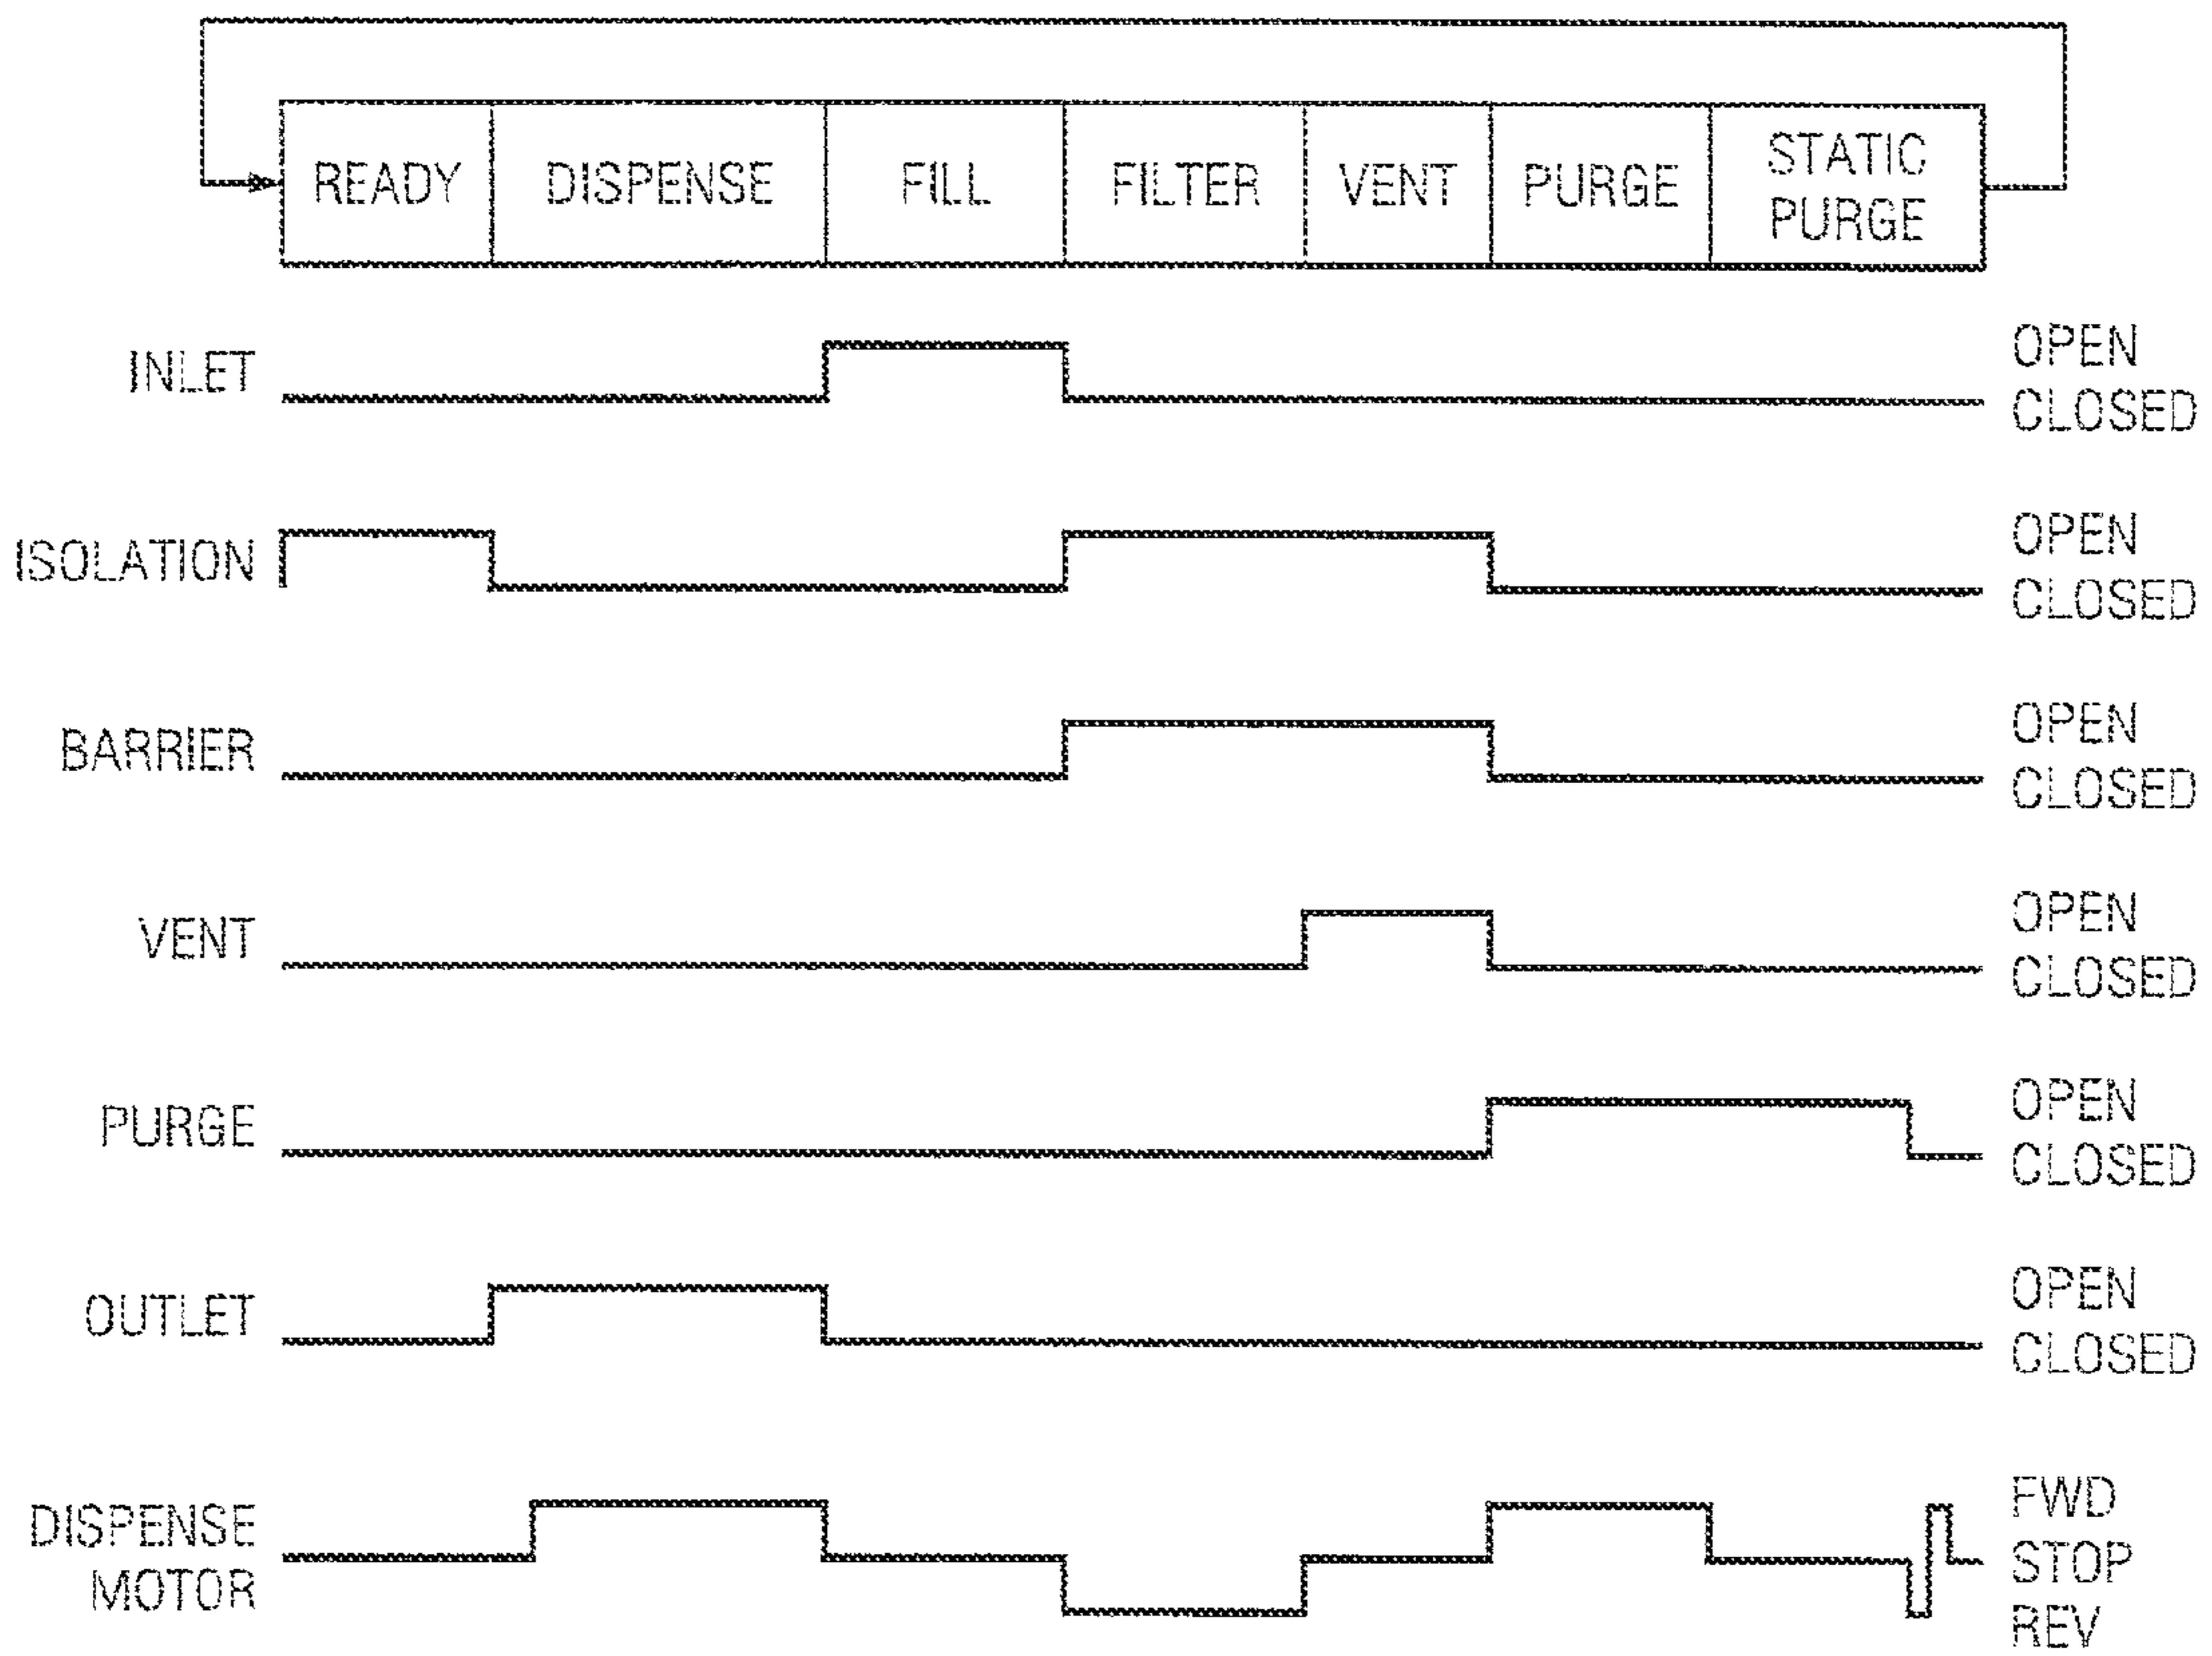 READY DISPENSE FILL FILTER VENT PURGE STATIC
PURGE
INLET OPEN
CLOSED
ISOLATION OPEN
CLOSED
BARRIER OPEN
CLOSED
VENT OPEN
CLOSED
PURGE OPEN
CLOSED
OUTLET OPEN
CLOSED
DISPENSE
MOTOR
FWD
STOP
REV